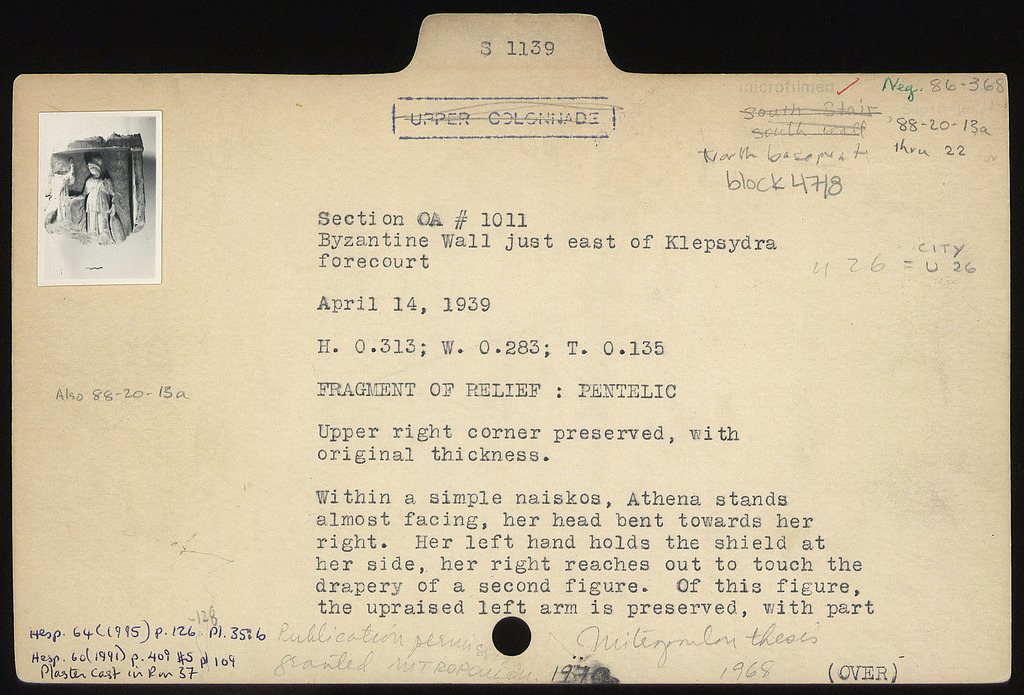 S 1139
microfilmed ✓
Neg. 86-368
UPPER COLONNADE
South Stair
south wall
88-20-13a
thru 22
North basement
block 47/8
Section OA # 1011
Byzantine Wall just east of Klepsydra
forecourt
CITY
U 26 = U 26
April 14, 1939
H. 0.313; W. 0.283; T. 0.135
FRAGMENT OF RELIEF : PENTELIC
Also 88-20-13a
Upper right corner preserved, with
original thickness.
Within a simple naiskos, Athena stands
almost facing, her head bent towards her
right. Her left hand holds the shield at
her side, her right reaches out to touch the
drapery of a second figure. Of this figure,
the upraised left arm is preserved, with part
Hesp. 64 (1995) p. 126-128 Pl. 35:6
Hesp. 60 (1991) p. 409 #5 pl 109
Plaster cast in Rm 37
Publication
granted MITROPOULOU 1970
Mitropoulou thesis
1968
(OVER)